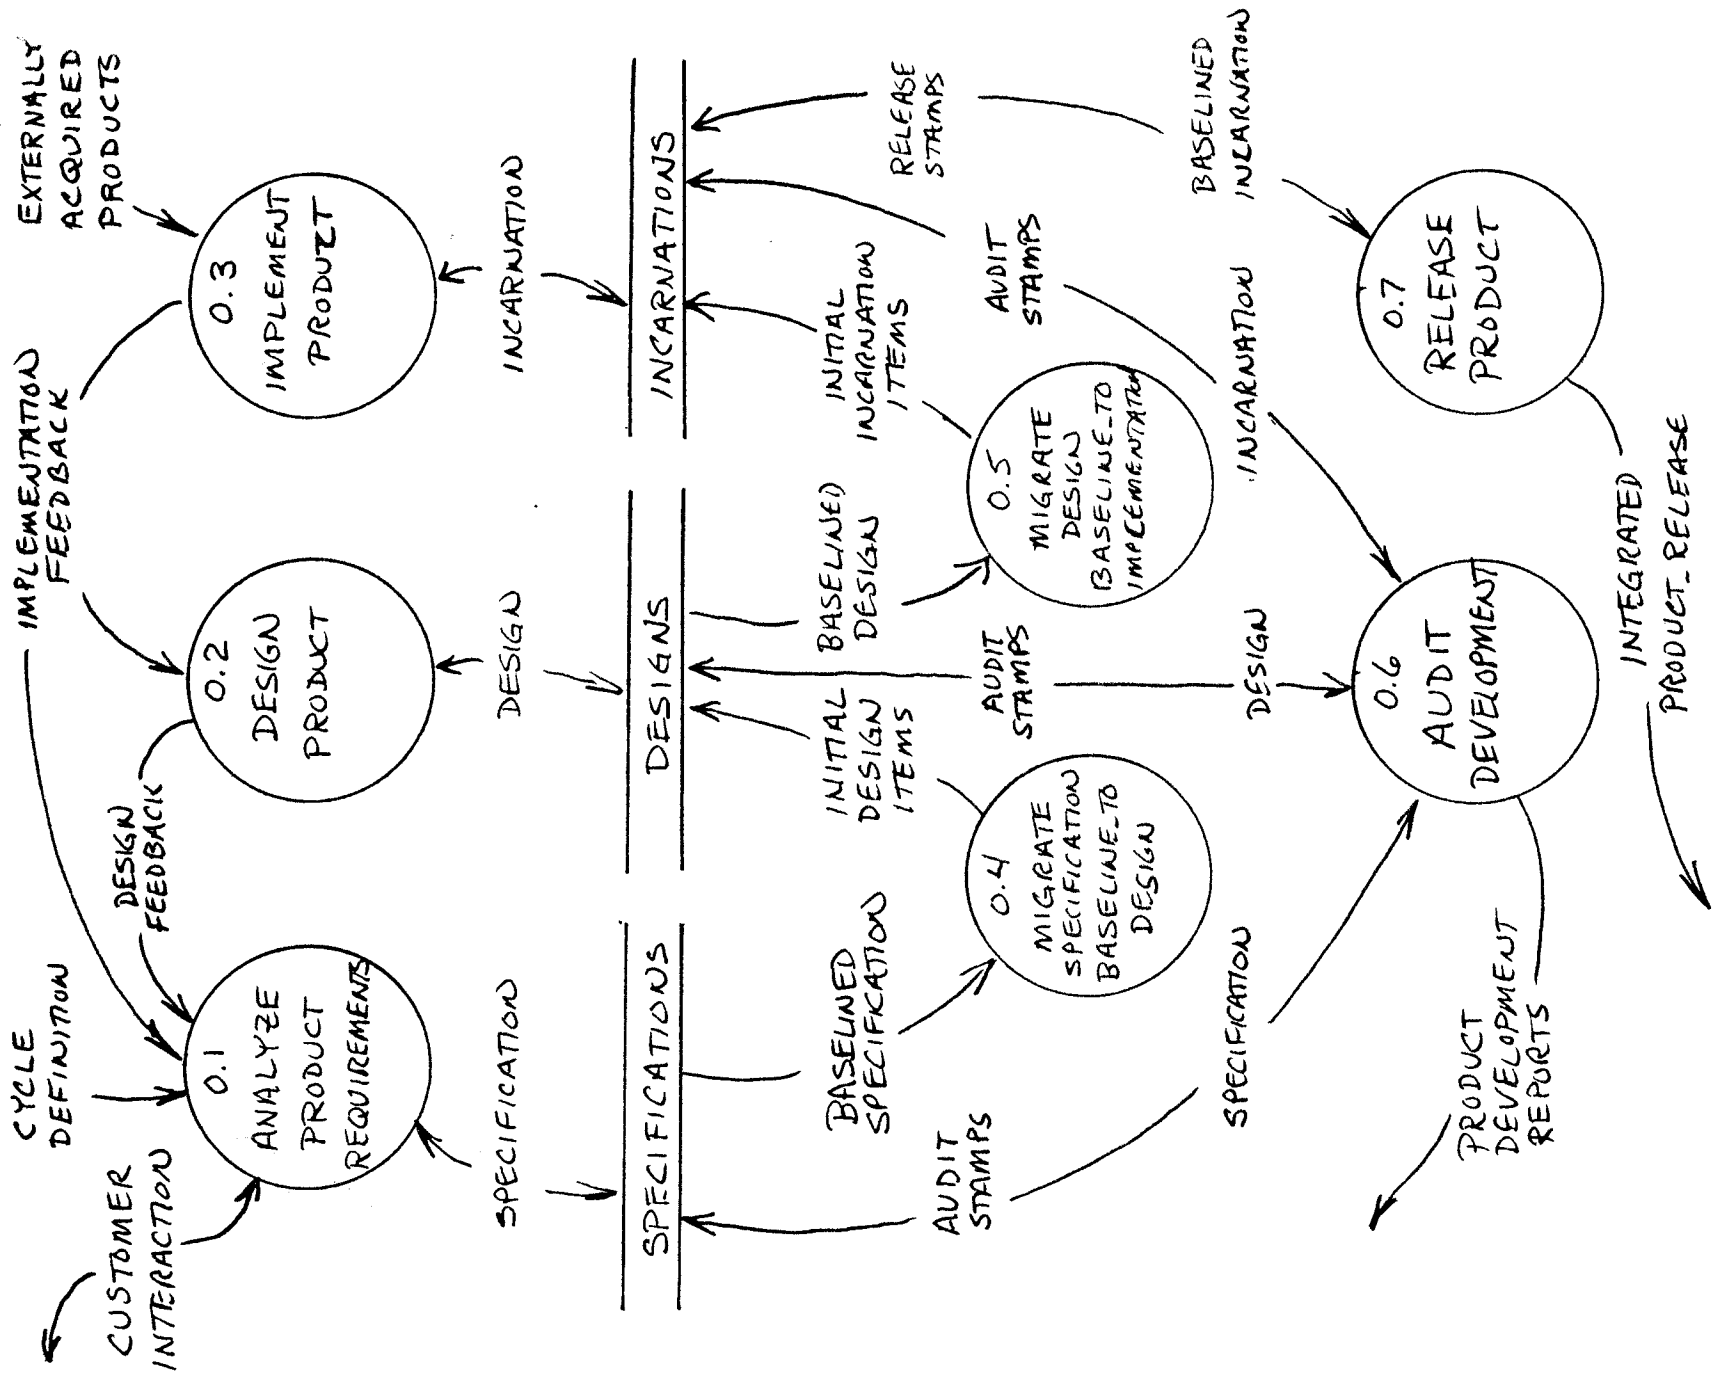 CUSTOMER
INTERACTION
CYCLE
DEFINITION
DESIGN
FEEDBACK
IMPLEMENTATION
FEEDBACK
EXTERNALLY
ACQUIRED
PRODUCTS
0.1
ANALYZE
PRODUCT
REQUIREMENTS
0.2
DESIGN
PRODUCT
0.3
IMPLEMENT
PRODUCT
SPECIFICATION
DESIGN
INCARNATION
SPECIFICATIONS
DESIGNS
INCARNATIONS
BASELINED
SPECIFICATION
INITIAL
DESIGN
ITEMS
BASELINED
DESIGN
INITIAL
INCARNATION
ITEMS
RELEASE
STAMPS
AUDIT
STAMPS
0.4
MIGRATE
SPECIFICATION
BASELINE_TO
DESIGN
AUDIT
STAMPS
0.5
MIGRATE
DESIGN
BASELINE_TO
IMPLEMENTATION
AUDIT
STAMPS
SPECIFICATION
DESIGN
INCARNATION
BASELINED
INCARNATION
0.6
AUDIT
DEVELOPMENT
0.7
RELEASE
PRODUCT
PRODUCT
DEVELOPMENT
REPORTS
INTEGRATED
PRODUCT_RELEASE